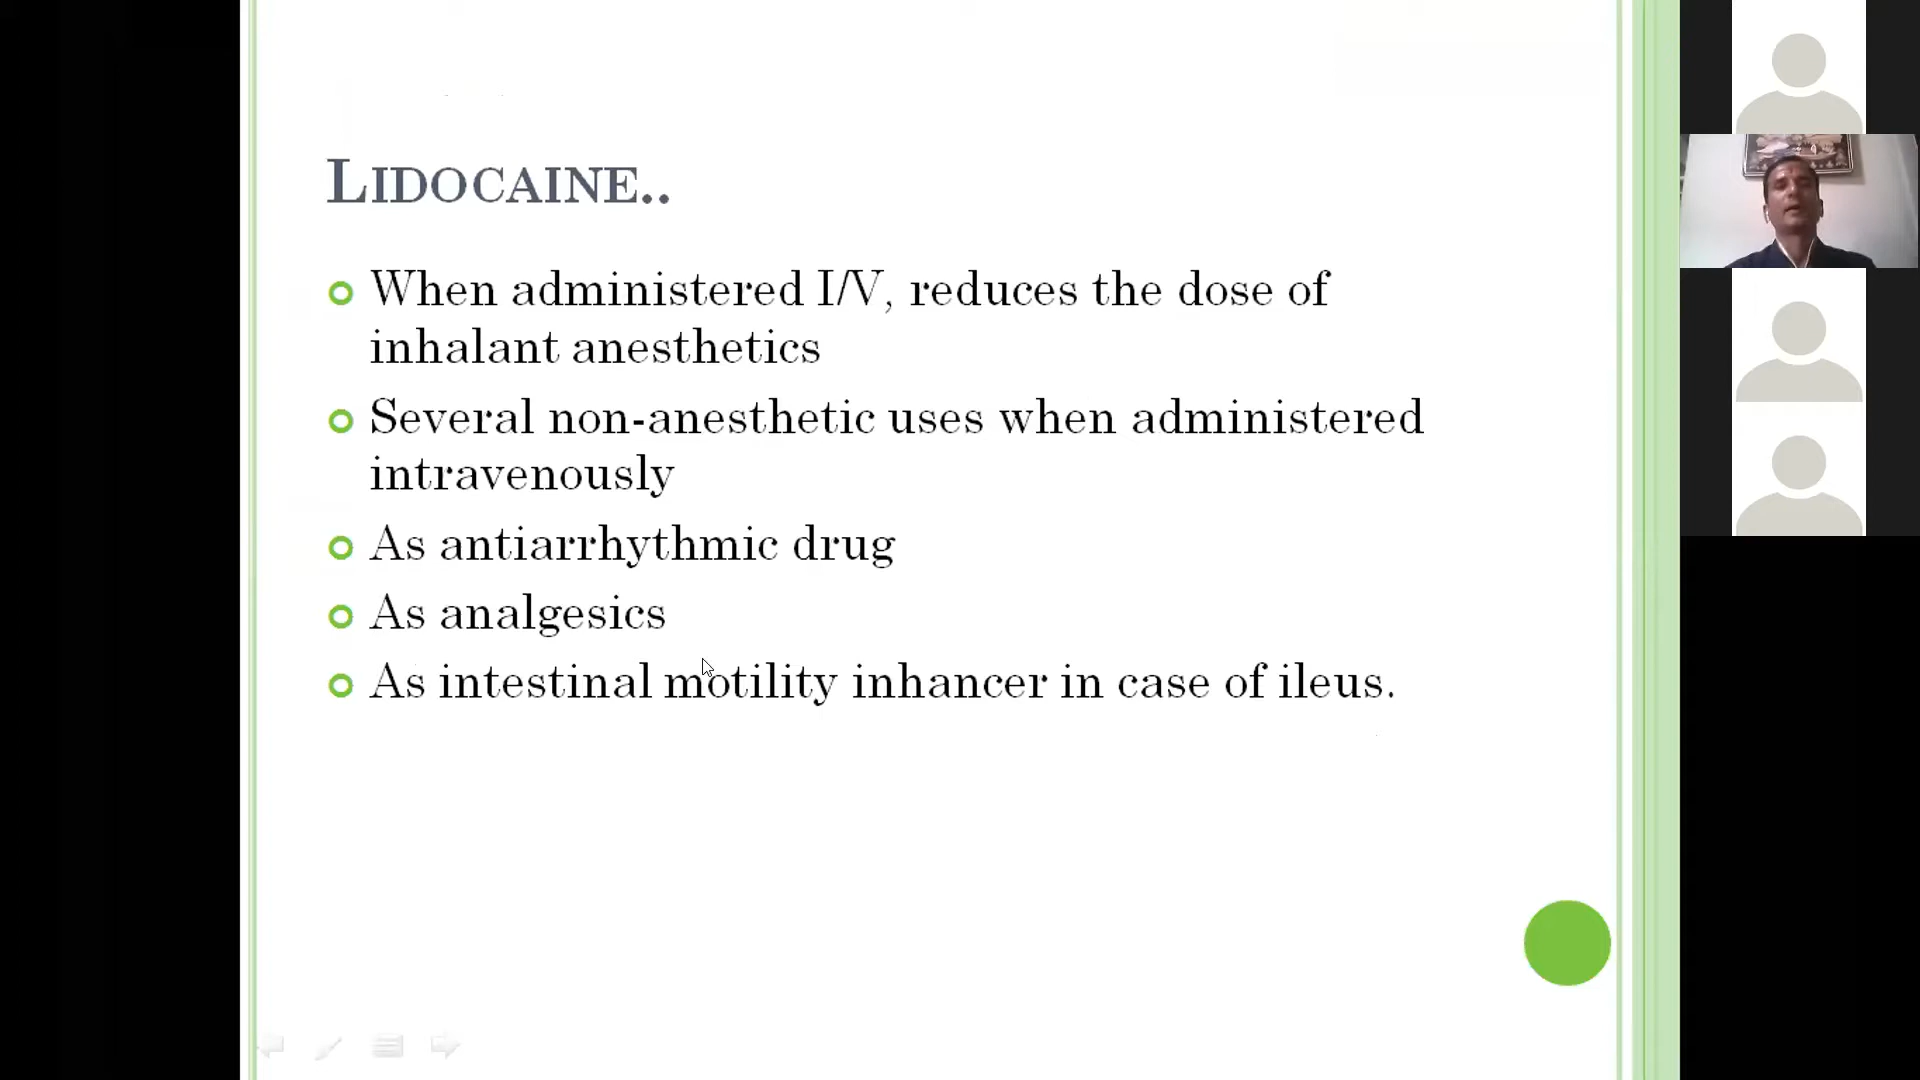 LIDOCAINE..
When administered I/V, reduces the dose of
inhalant anesthetics
Several non-anesthetic uses when administered
intravenously
As antiarrhythmic drug
As analgesics
As intestinal motility inhancer in case of ileus.